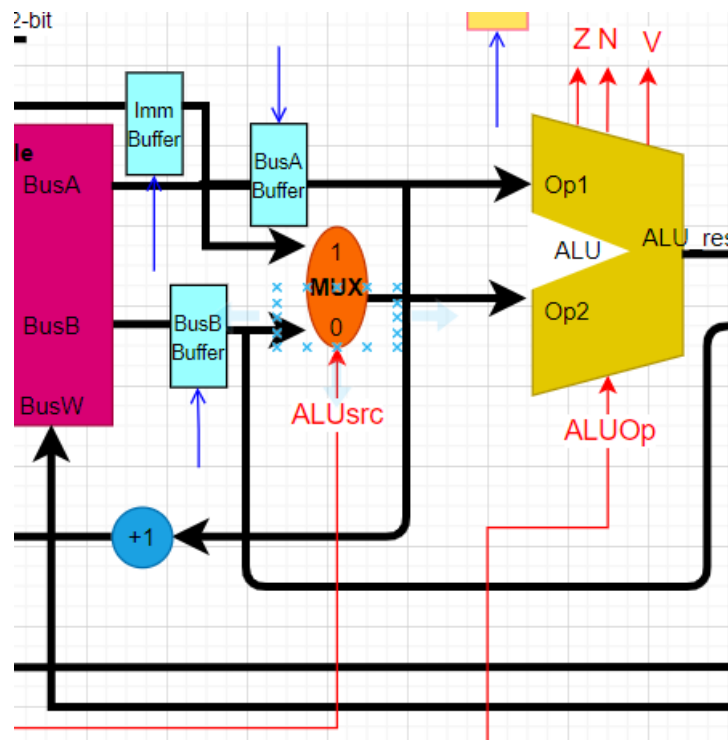 2-bit
Z N V
Imm
Buffer
le
BusA
BusA
Buffer
Op1
1
ALU
ALU_res
MUX
BusB
BusB
Buffer
0
Op2
BusW
ALUsrc
ALUOp
+1